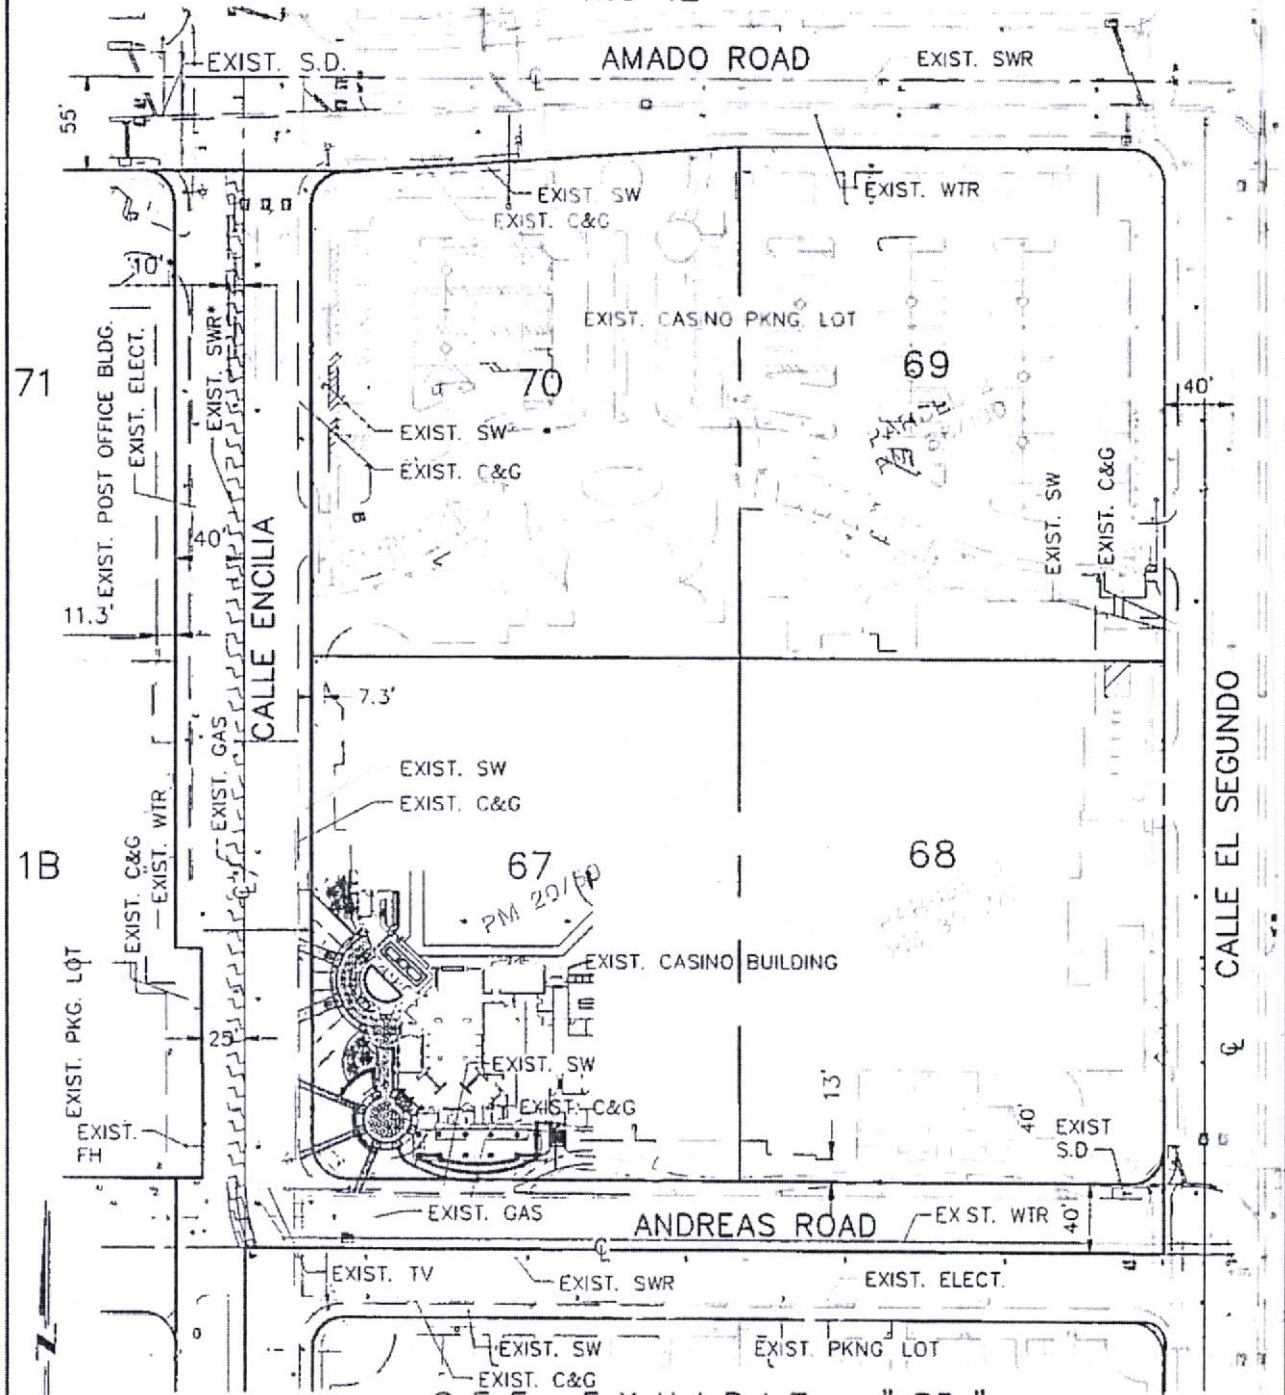 EXIST. S.D.
AMADO ROAD
EXIST. SWR
55'
EXIST. SW
EXIST. C&G
EXIST. WTR
10'
EXIST. CASINO PKNG. LOT
71
70
69
40'
EXIST. POST OFFICE BLDG.
EXIST. ELECT.
EXIST. SWR*
EXIST. SW
EXIST. C&G
EXIST. SW
EXIST. C&G
40'
CALLE ENCILIA
11.3'
7.3'
EXIST. GAS
EXIST. SW
EXIST. C&G
CALLE EL SEGUNDO
EXIST. C&G
EXIST. WTR
1B
67
68
PM 20/60
EXIST. CASINO BUILDING
EXIST. PKG. LOT
25'
EXIST. SW
EXIST. C&G
13'
40'
EXIST.
EXIST
S.D.
EXIST. GAS
ANDREAS ROAD
EXIST. WTR
40'
EXIST. TV
EXIST. SWR
EXIST. ELECT.
EXIST. SW
EXIST. PKNG LOT
EXIST. C&G